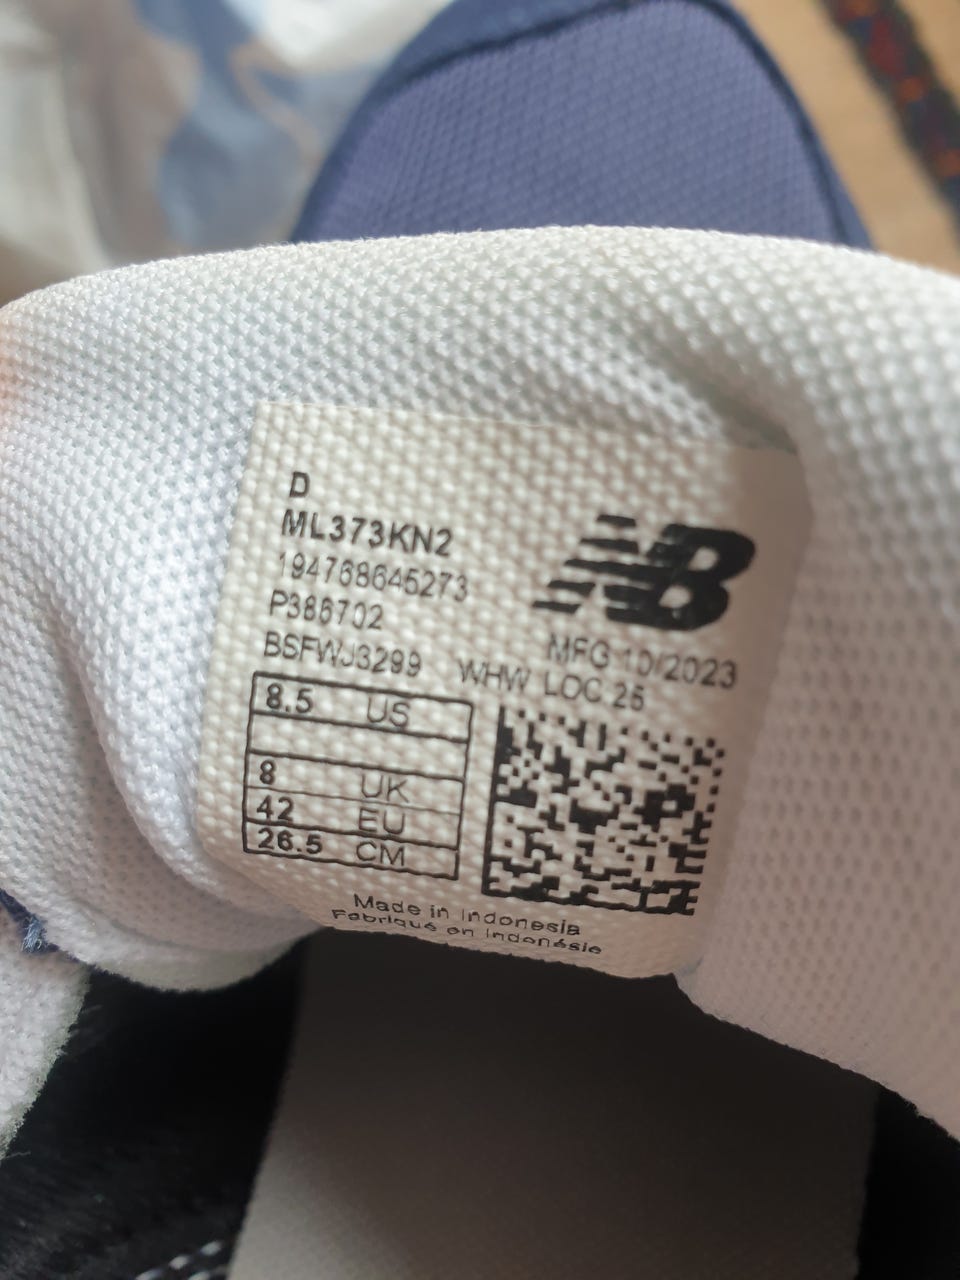 D
ML373KN2
194768645273
P386702
BSFWJ3299
NB
MFG 10/2023
WHW LOC 25
8.5 US
8 UK
42 EU
26.5 CM
Made in Indonesia
Fabriqué en Indonésie